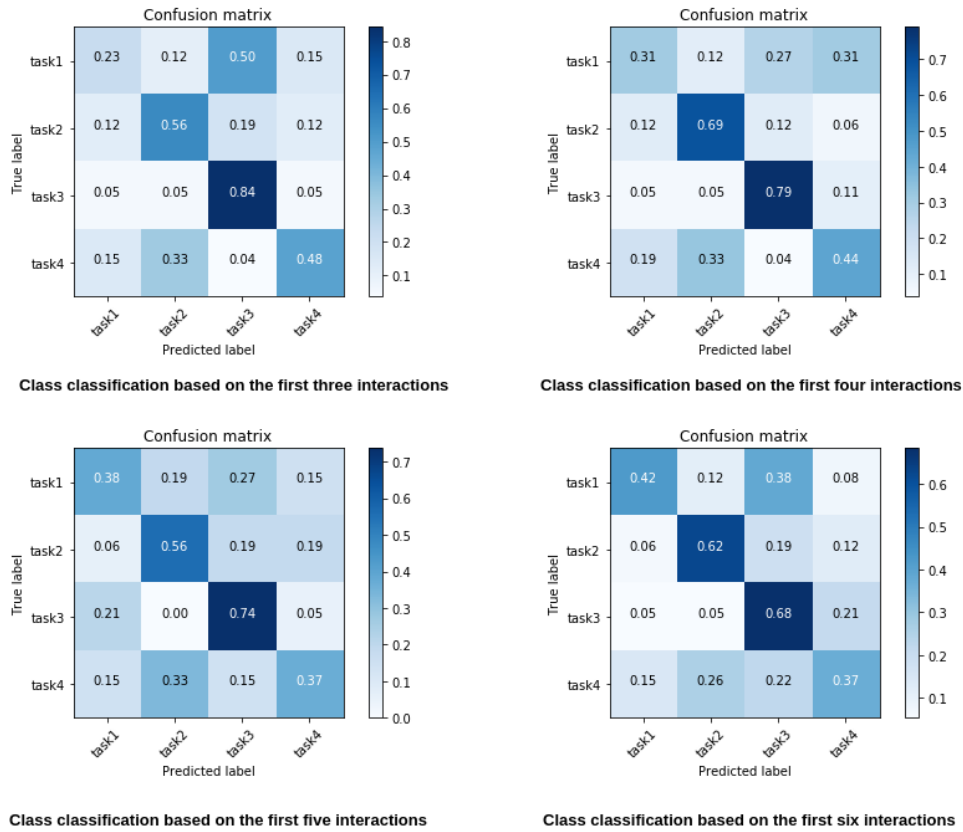 Confusion matrix
task1 0.23 0.12 0.50 0.15
task2 0.12 0.56 0.19 0.12
task3 0.05 0.05 0.84 0.05
task4 0.15 0.33 0.04 0.48
True label
task1 task2 task3 task4
Predicted label
0.8
0.7
0.6
0.5
0.4
0.3
0.2
0.1
Class classification based on the first three interactions
Confusion matrix
task1 0.31 0.12 0.27 0.31
task2 0.12 0.69 0.12 0.06
task3 0.05 0.05 0.79 0.11
task4 0.19 0.33 0.04 0.44
True label
task1 task2 task3 task4
Predicted label
0.7
0.6
0.5
0.4
0.3
0.2
0.1
Class classification based on the first four interactions
Confusion matrix
task1 0.38 0.19 0.27 0.15
task2 0.06 0.56 0.19 0.19
task3 0.21 0.00 0.74 0.05
task4 0.15 0.33 0.15 0.37
True label
task1 task2 task3 task4
Predicted label
0.7
0.6
0.5
0.4
0.3
0.2
0.1
0.0
Class classification based on the first five interactions
Confusion matrix
task1 0.42 0.12 0.38 0.08
task2 0.06 0.62 0.19 0.12
task3 0.05 0.05 0.68 0.21
task4 0.15 0.26 0.22 0.37
True label
task1 task2 task3 task4
Predicted label
0.6
0.5
0.4
0.3
0.2
0.1
Class classification based on the first six interactions